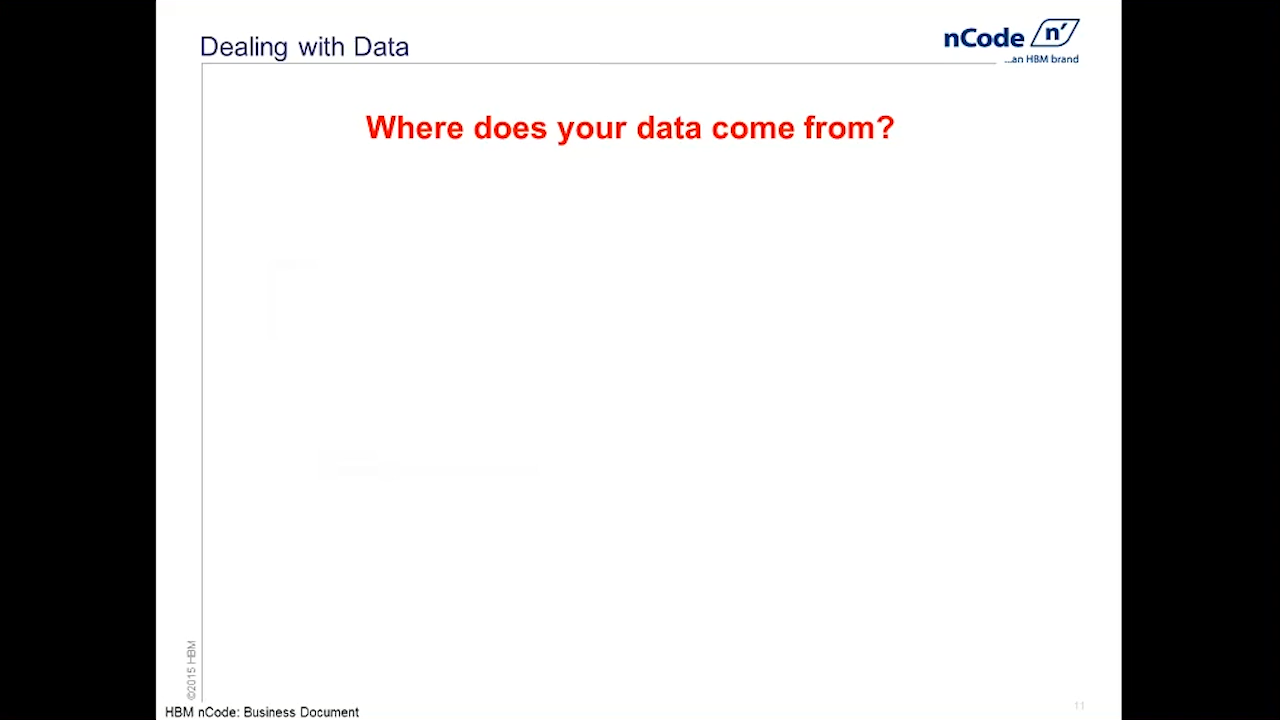 Dealing with Data
nCode n'
...an HBM brand
Where does your data come from?
©2015 HBM
HBM nCode: Business Document
11